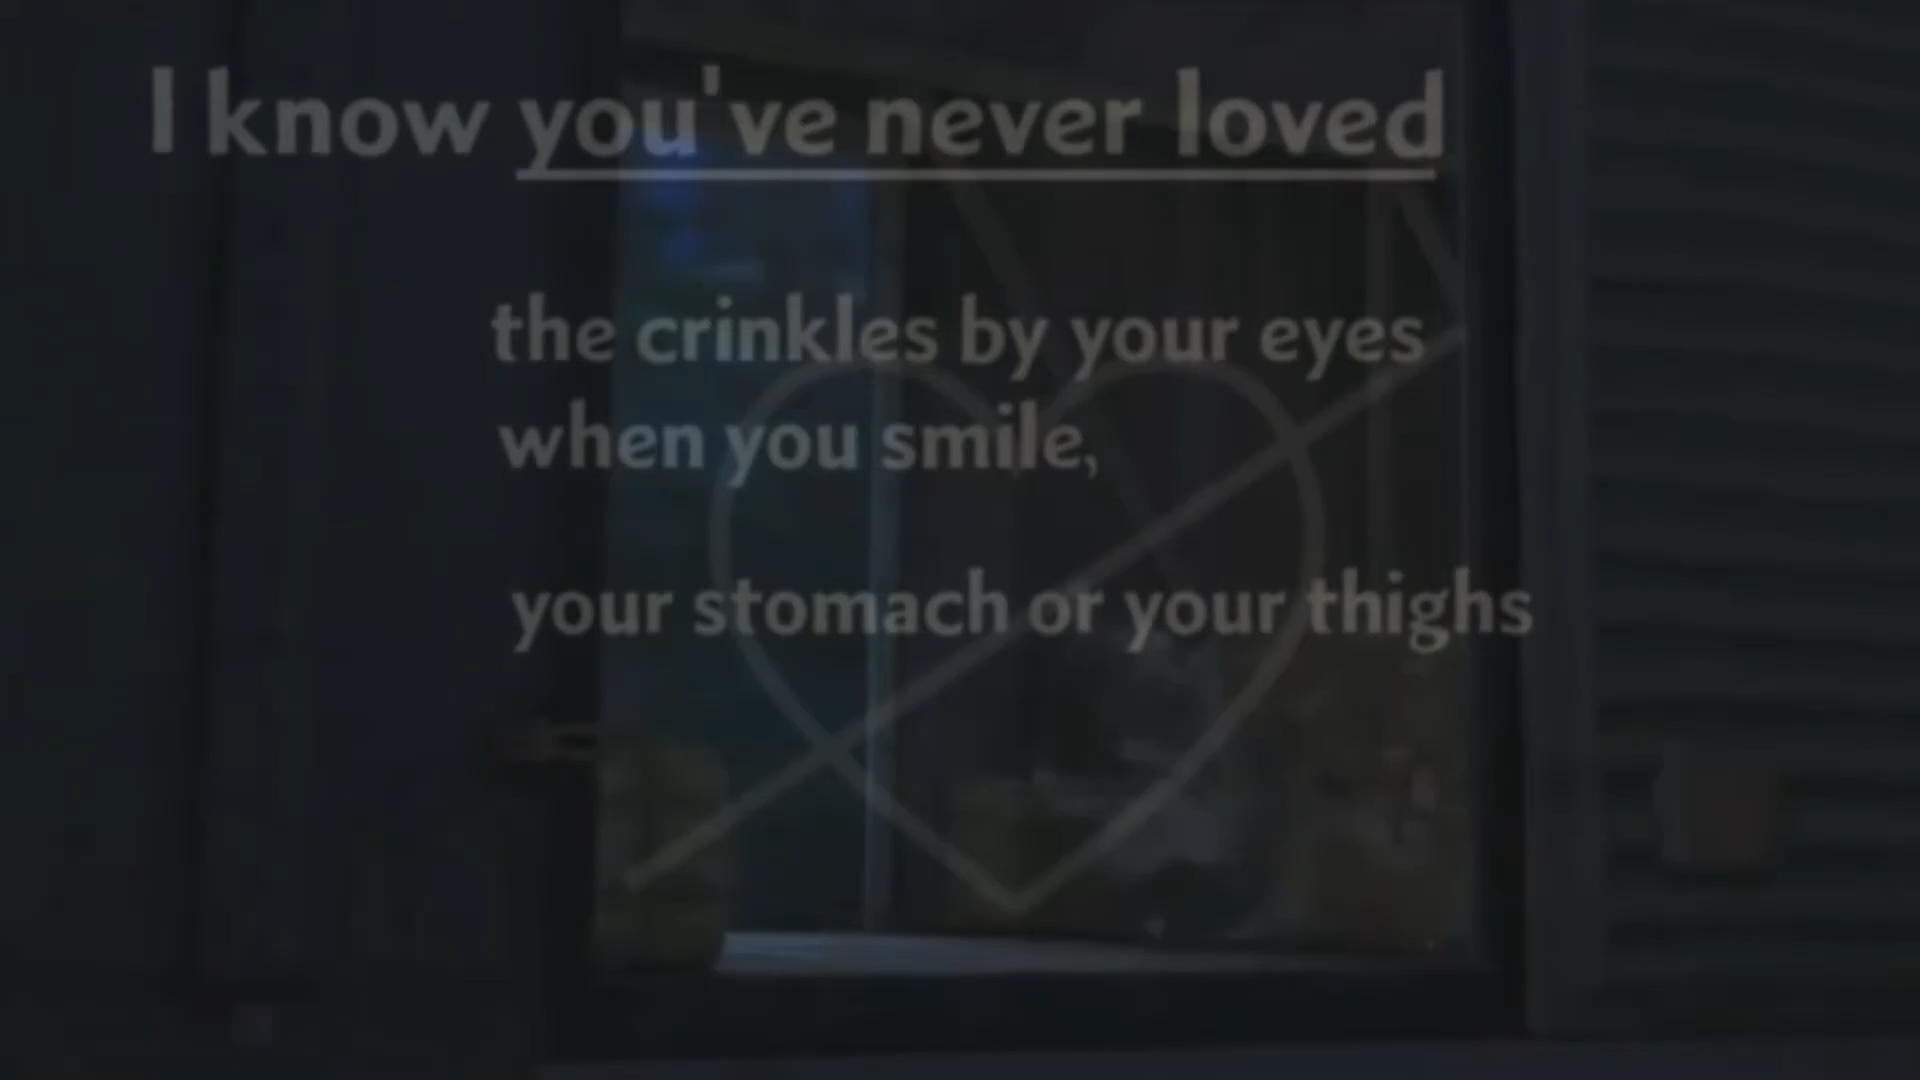 I know you've never loved
the crinkles by your eyes
when you smile,
your stomach or your thighs